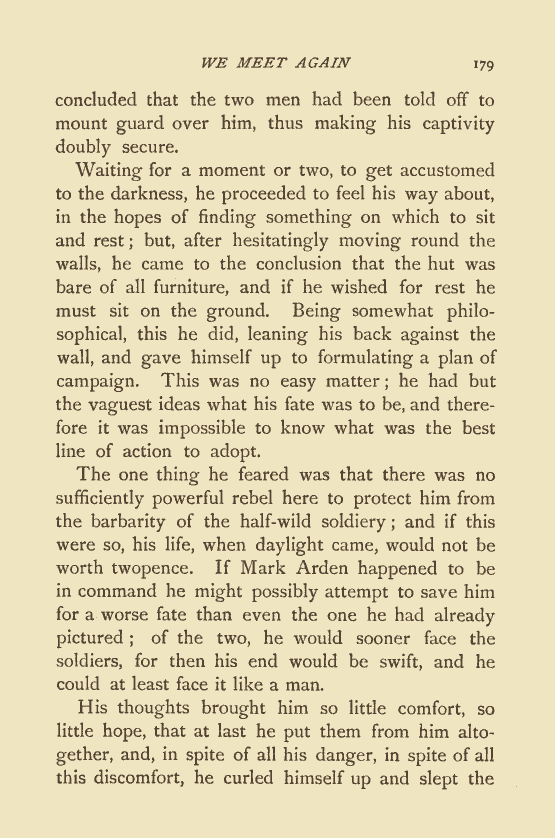 WE MEET AGAIN 179
concluded that the two men had been told off to
mount guard over him, thus making his captivity
doubly secure.
Waiting for a moment or two, to get accustomed
to the darkness, he proceeded to feel his way about,
in the hopes of finding something on which to sit
and rest; but, after hesitatingly moving round the
walls, he came to the conclusion that the hut was
bare of all furniture, and if he wished for rest he
must sit on the ground. Being somewhat philo-
sophical, this he did, leaning his back against the
wall, and gave himself up to formulating a plan of
campaign. This was no easy matter; he had but
the vaguest ideas what his fate was to be, and there-
fore it was impossible to know what was the best
line of action to adopt.
The one thing he feared was that there was no
sufficiently powerful rebel here to protect him from
the barbarity of the half-wild soldiery; and if this
were so, his life, when daylight came, would not be
worth twopence. If Mark Arden happened to be
in command he might possibly attempt to save him
for a worse fate than even the one he had already
pictured; of the two, he would sooner face the
soldiers, for then his end would be swift, and he
could at least face it like a man.
His thoughts brought him so little comfort, so
little hope, that at last he put them from him alto-
gether, and, in spite of all his danger, in spite of all
this discomfort, he curled himself up and slept the